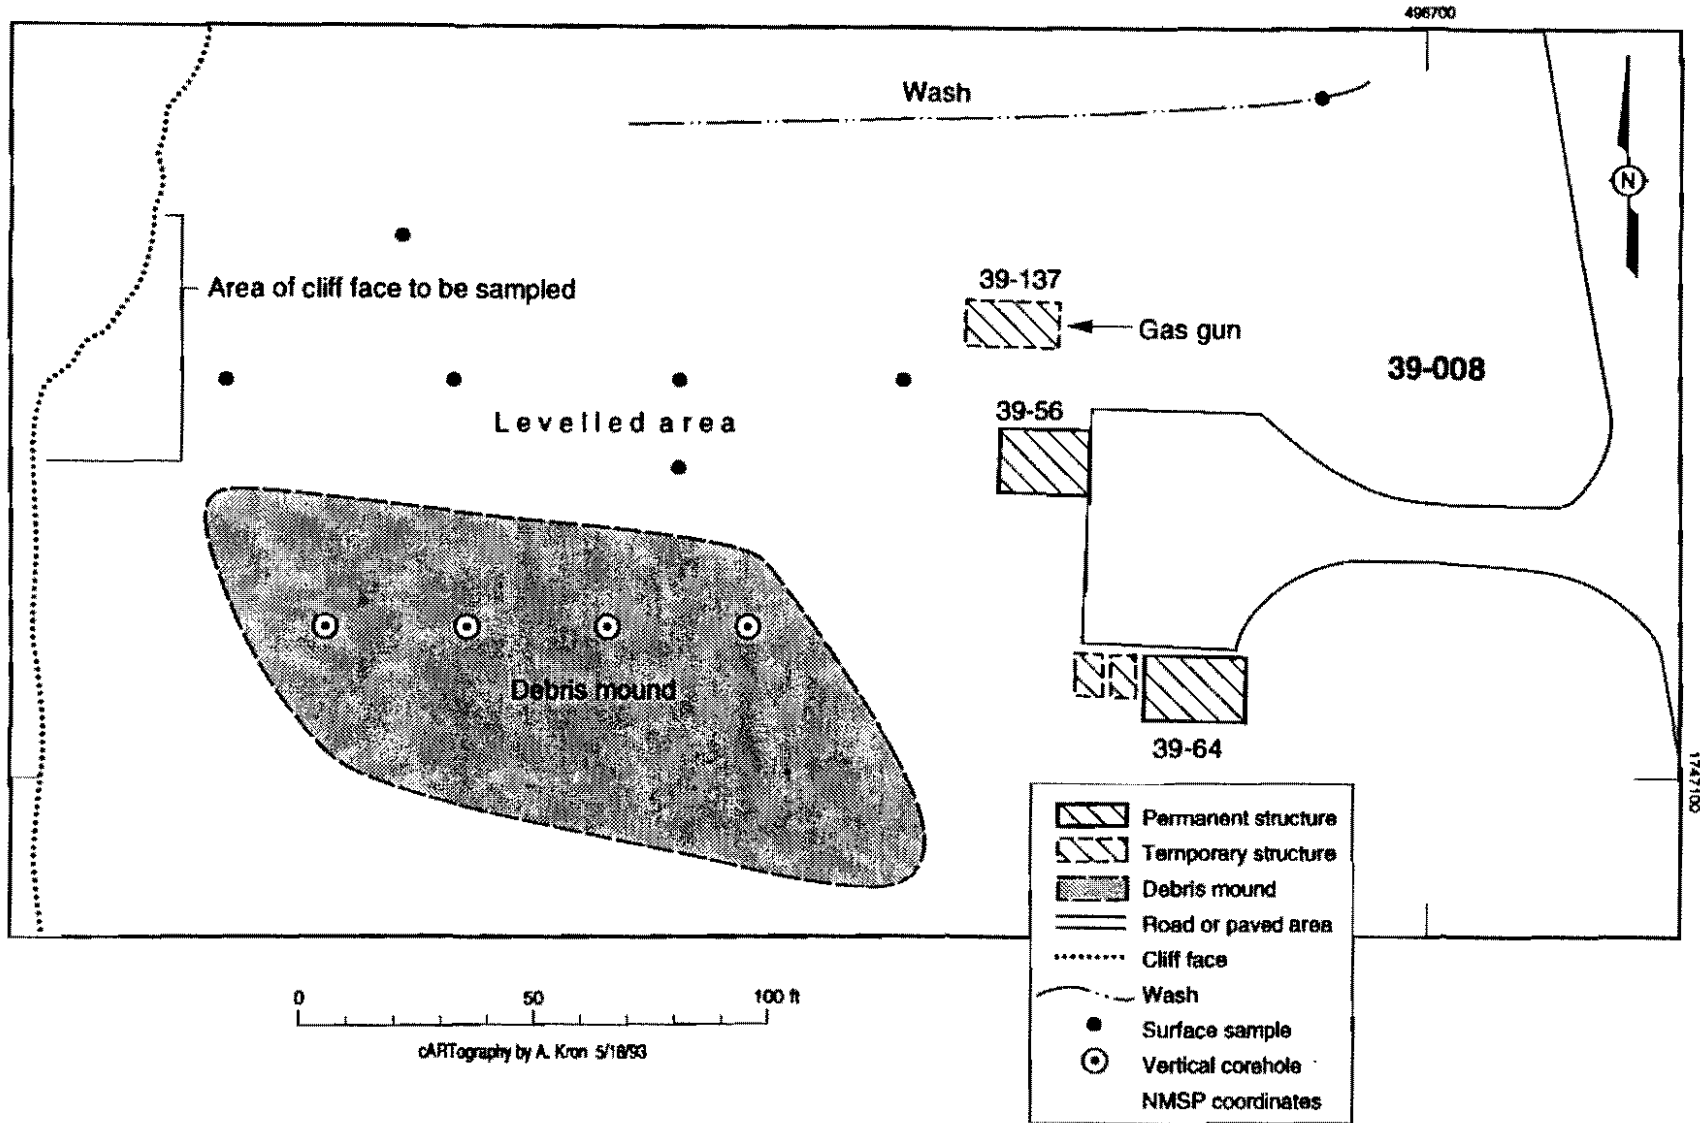 496700
Wash
N
Area of cliff face to be sampled
39-137
Gas gun
39-008
39-56
Levelled area
Debris mound
39-64
1747100
Permanent structure
Temporary structure
Debris mound
Road or paved area
Cliff face
Wash
Surface sample
Vertical corehole
NMSP coordinates
0 50 100 ft
cARTography by A. Kron 5/18/93